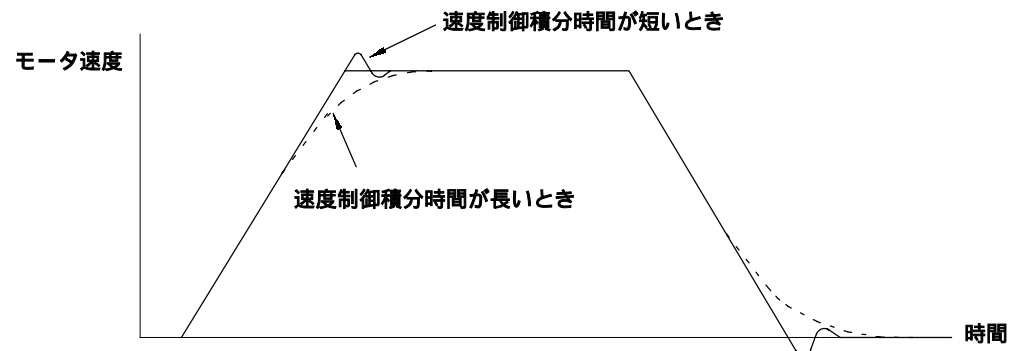 速度制御積分時間が短いとき
モータ速度
速度制御積分時間が長いとき
時間